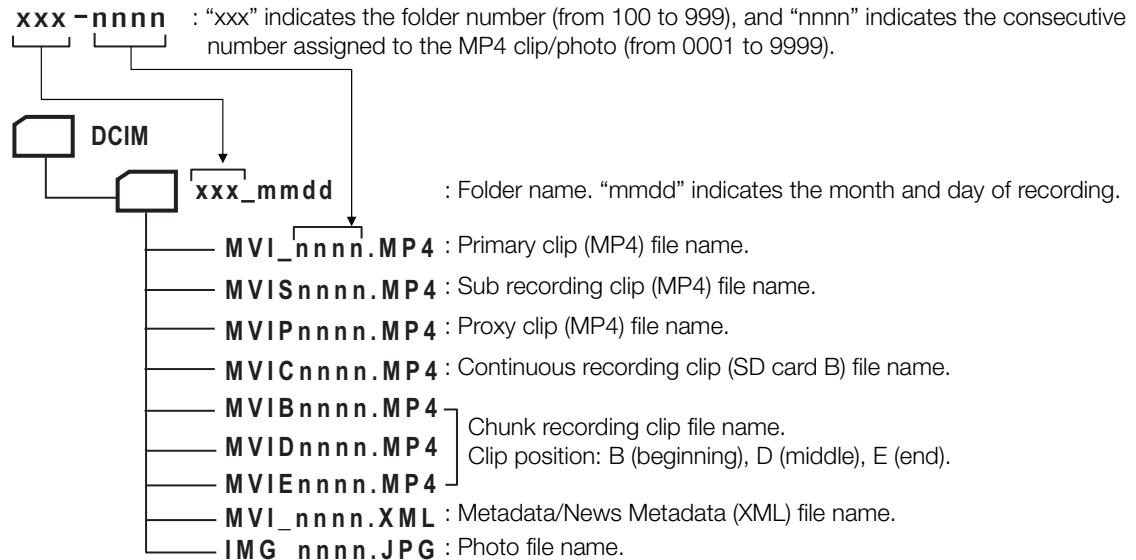 xxx-nnnn : “xxx” indicates the folder number (from 100 to 999), and “nnnn” indicates the consecutive
number assigned to the MP4 clip/photo (from 0001 to 9999).
DCIM
xxx_mmdd : Folder name. “mmdd” indicates the month and day of recording.
MVI_nnnn.MP4 : Primary clip (MP4) file name.
MVISnnnn.MP4 : Sub recording clip (MP4) file name.
MVIPnnnn.MP4 : Proxy clip (MP4) file name.
MVICnnnn.MP4 : Continuous recording clip (SD card B) file name.
MVIBnnnn.MP4
Chunk recording clip file name.
MVIDnnnn.MP4
Clip position: B (beginning), D (middle), E (end).
MVIEnnnn.MP4
MVI_nnnn.XML : Metadata/News Metadata (XML) file name.
IMG_nnnn.JPG : Photo file name.